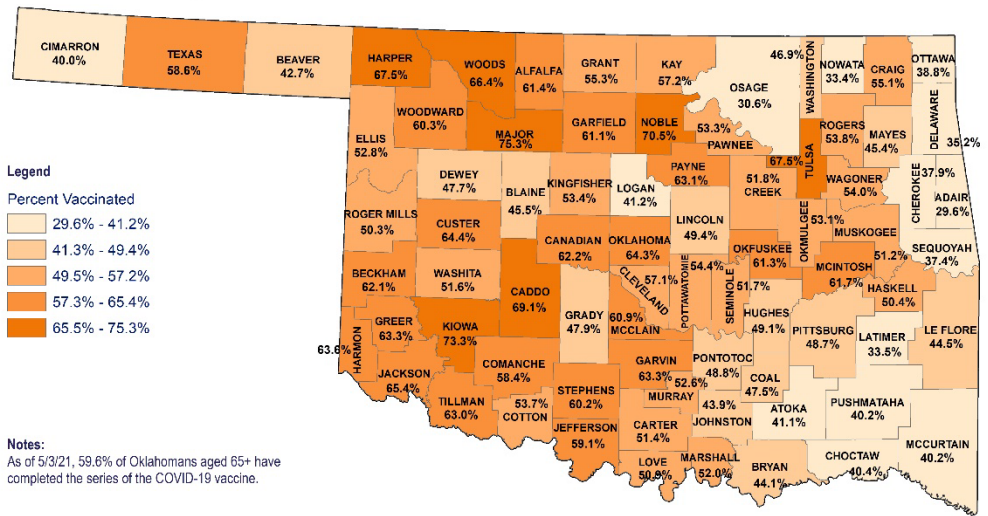 CIMARRON
40.0%
TEXAS
58.6%
BEAVER
42.7%
HARPER
67.5%
WOODS
66.4%
ALFALFA
61.4%
GRANT
55.3%
KAY
57.2%
OSAGE
30.6%
46.9%
WASHINGTON
NOWATA
33.4%
CRAIG
55.1%
OTTAWA
38.8%
DELAWARE
35.2%
WOODWARD
60.3%
ELLIS
52.8%
MAJOR
75.3%
GARFIELD
61.1%
NOBLE
70.5%
53.3%
PAWNEE
ROGERS
53.8%
MAYES
45.4%
DEWEY
47.7%
BLAINE
45.5%
KINGFISHER
53.4%
LOGAN
41.2%
PAYNE
63.1%
51.8%
CREEK
67.5%
TULSA
WAGONER
54.0%
CHEROKEE
37.9%
ADAIR
29.6%
ROGER MILLS
50.3%
CUSTER
64.4%
CANADIAN
62.2%
OKLAHOMA
64.3%
LINCOLN
49.4%
OKFUSKEE
61.3%
OKMULGEE
53.1%
MUSKOGEE
51.2%
SEQUOYAH
37.4%
BECKHAM
62.1%
WASHITA
51.6%
CADDO
69.1%
GRADY
47.9%
CLEVELAND
57.1%
POTTAWATOMIE
54.4%
SEMINOLE
51.7%
HUGHES
49.1%
MCINTOSH
61.7%
HASKELL
50.4%
LE FLORE
44.5%
63.6%
HARMON
GREER
63.3%
KIOWA
73.3%
60.9%
MCCLAIN
PITTSBURG
48.7%
LATIMER
33.5%
JACKSON
65.4%
COMANCHE
58.4%
GARVIN
63.3%
PONTOTOC
48.8%
COAL
47.5%
TILLMAN
63.0%
53.7%
COTTON
STEPHENS
60.2%
52.6%
MURRAY
43.9%
JOHNSTON
ATOKA
41.1%
PUSHMATAHA
40.2%
JEFFERSON
59.1%
CARTER
51.4%
LOVE
50.9%
MARSHALL
52.0%
BRYAN
44.1%
CHOCTAW
40.4%
MCCURTAIN
40.2%
Legend
Percent Vaccinated
29.6% - 41.2%
41.3% - 49.4%
49.5% - 57.2%
57.3% - 65.4%
65.5% - 75.3%
Notes:
As of 5/3/21, 59.6% of Oklahomans aged 65+ have
completed the series of the COVID-19 vaccine.